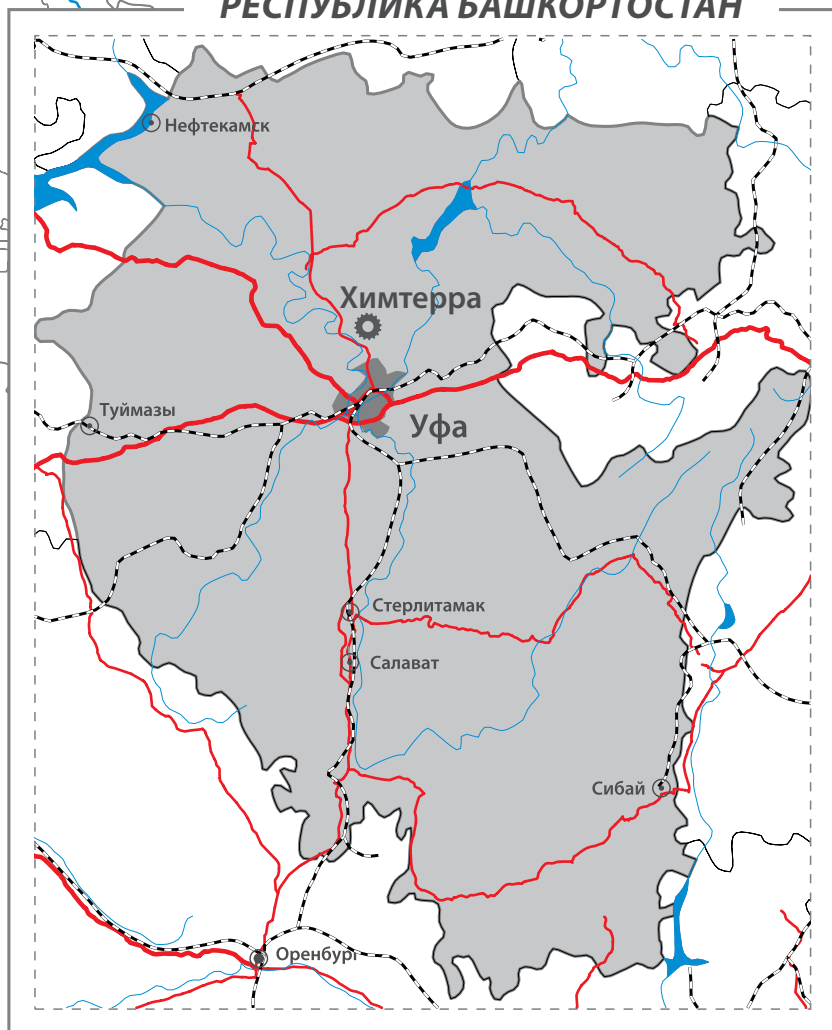 РЕСПУБЛИКА БАШКОРТОСТАН
Нефтекамск
Химтерра
Туймазы
Уфа
Стерлитамак
Салават
Сибай
Оренбург